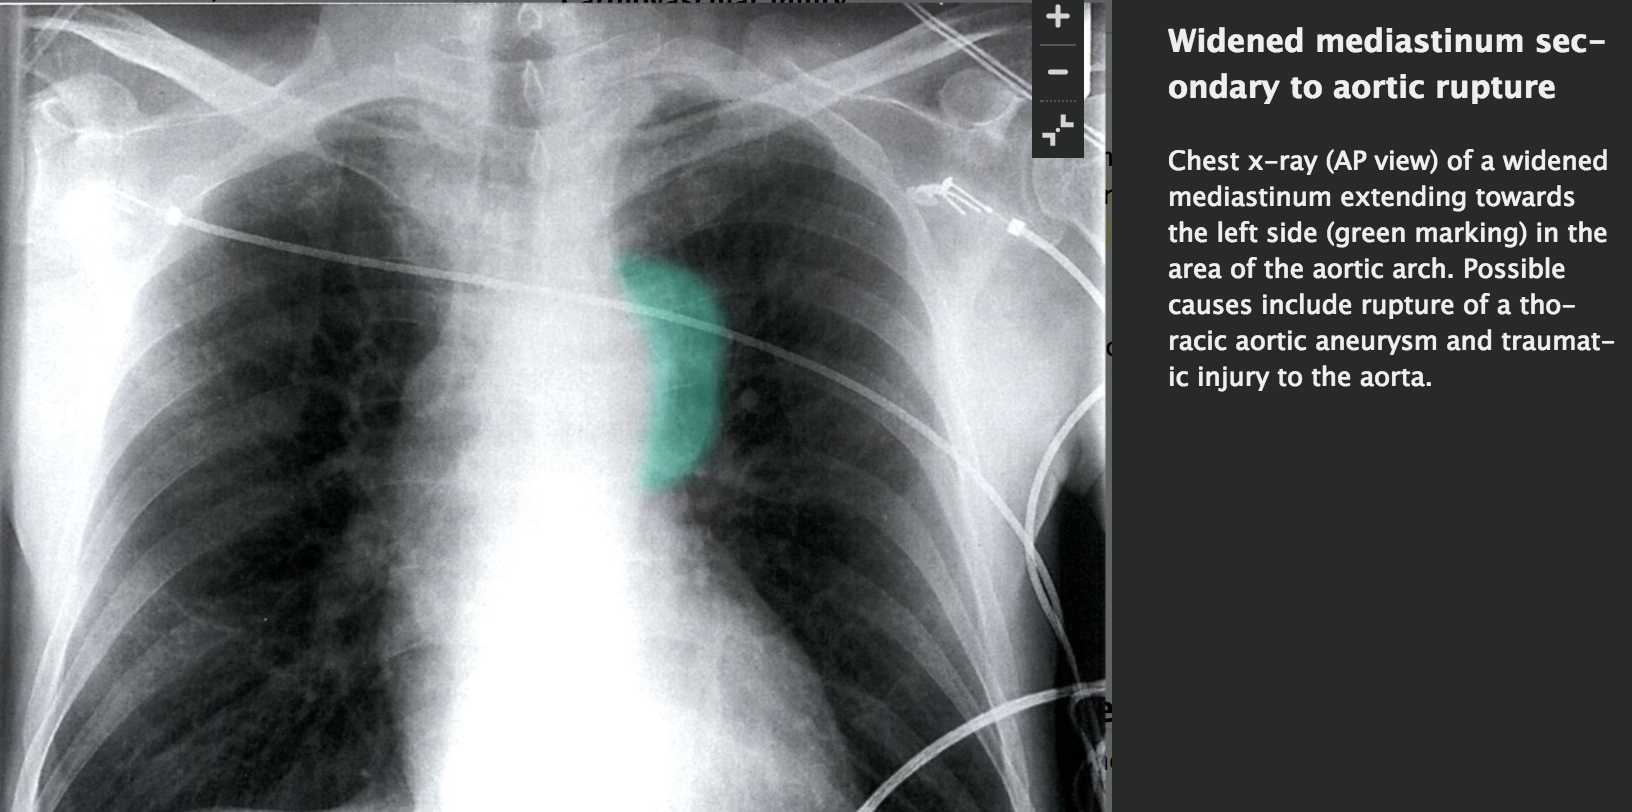 Cardiovascular injury
Widened mediastinum sec-
ondary to aortic rupture
Chest x-ray (AP view) of a widened
mediastinum extending towards
the left side (green marking) in the
area of the aortic arch. Possible
causes include rupture of a tho-
racic aortic aneurysm and traumat-
ic injury to the aorta.